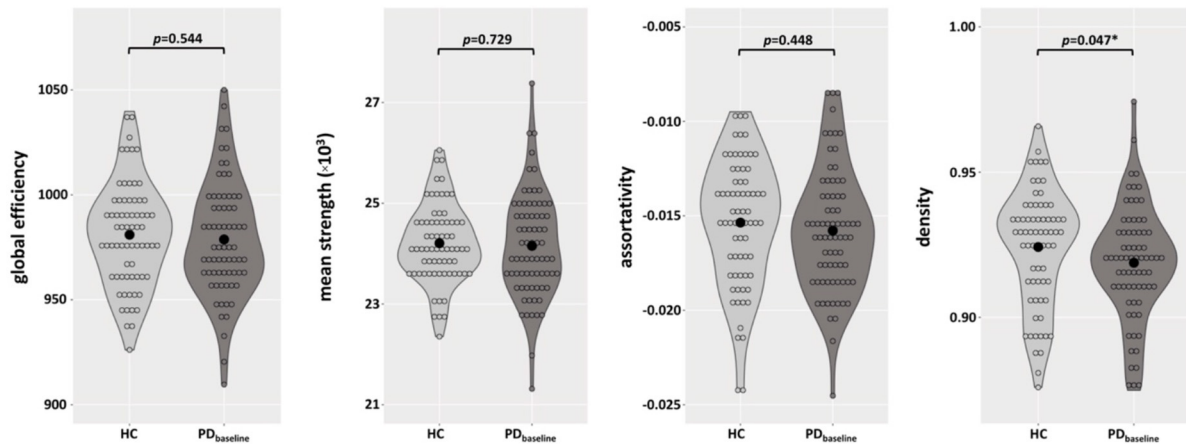 global efficiency
1050
1000
950
900
p=0.544
HC
PDbaseline
mean strength (×10³)
27
25
24
23
21
p=0.729
HC
PDbaseline
assortativity
-0.005
-0.010
-0.015
-0.020
-0.025
p=0.448
HC
PDbaseline
density
1.00
0.95
0.90
p=0.047*
HC
PDbaseline